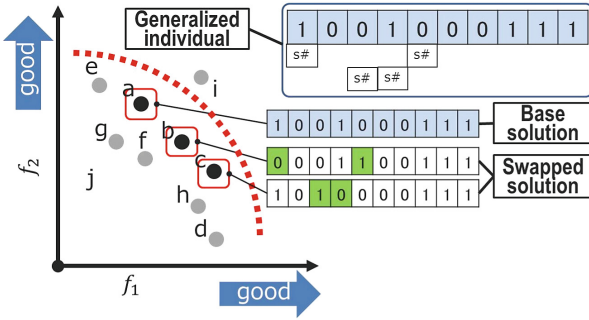 Generalized
individual
1 0 0 1 0 0 0 1 1 1
s# s#
s# s#
good
e
a
i
b
g
f
c
j
h
d
f2
f1
good
1 0 0 1 0 0 0 1 1 1
Base
solution
0 0 0 1 1 0 0 1 1 1
1 0 1 0 0 0 0 1 1 1
Swapped
solution